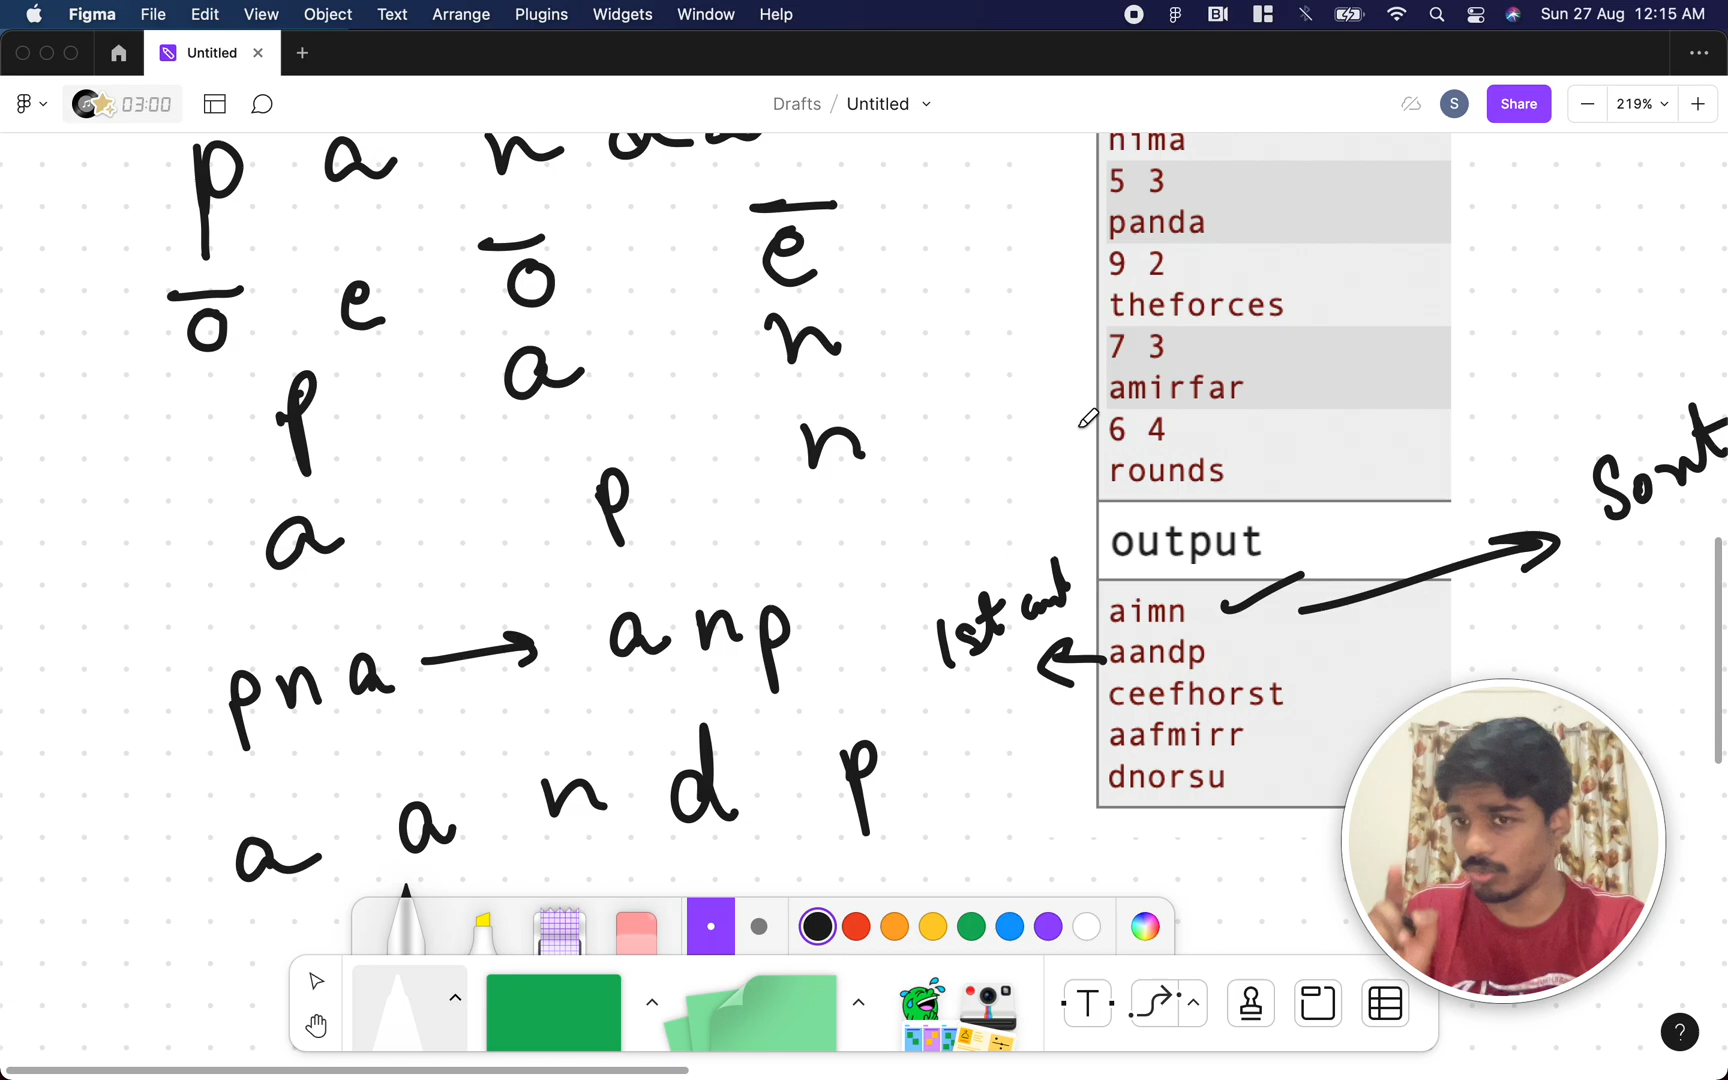 Figma File Edit View Object Text Arrange Plugins Widgets Window Help Sun 27 Aug 12:15 AM
Untitled
03:00 Drafts / Untitled S Share 219%
p a n
o e o e
p a n
a p n
p n a → a n p
a a n d p
nima
5 3
panda
9 2
theforces
7 3
amirfar
6 4
rounds
output
aimn
aandp
ceefhorst
aafmirr
dnorsu
1st
Sort
T
?